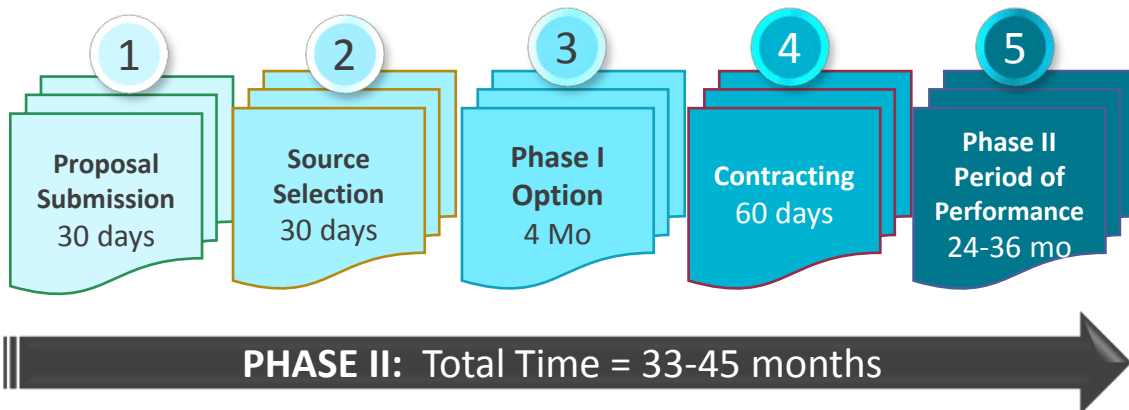 1
Proposal
Submission
30 days
2
Source
Selection
30 days
3
Phase I
Option
4 Mo
4
Contracting
60 days
5
Phase II
Period of
Performance
24-36 mo
PHASE II: Total Time = 33-45 months